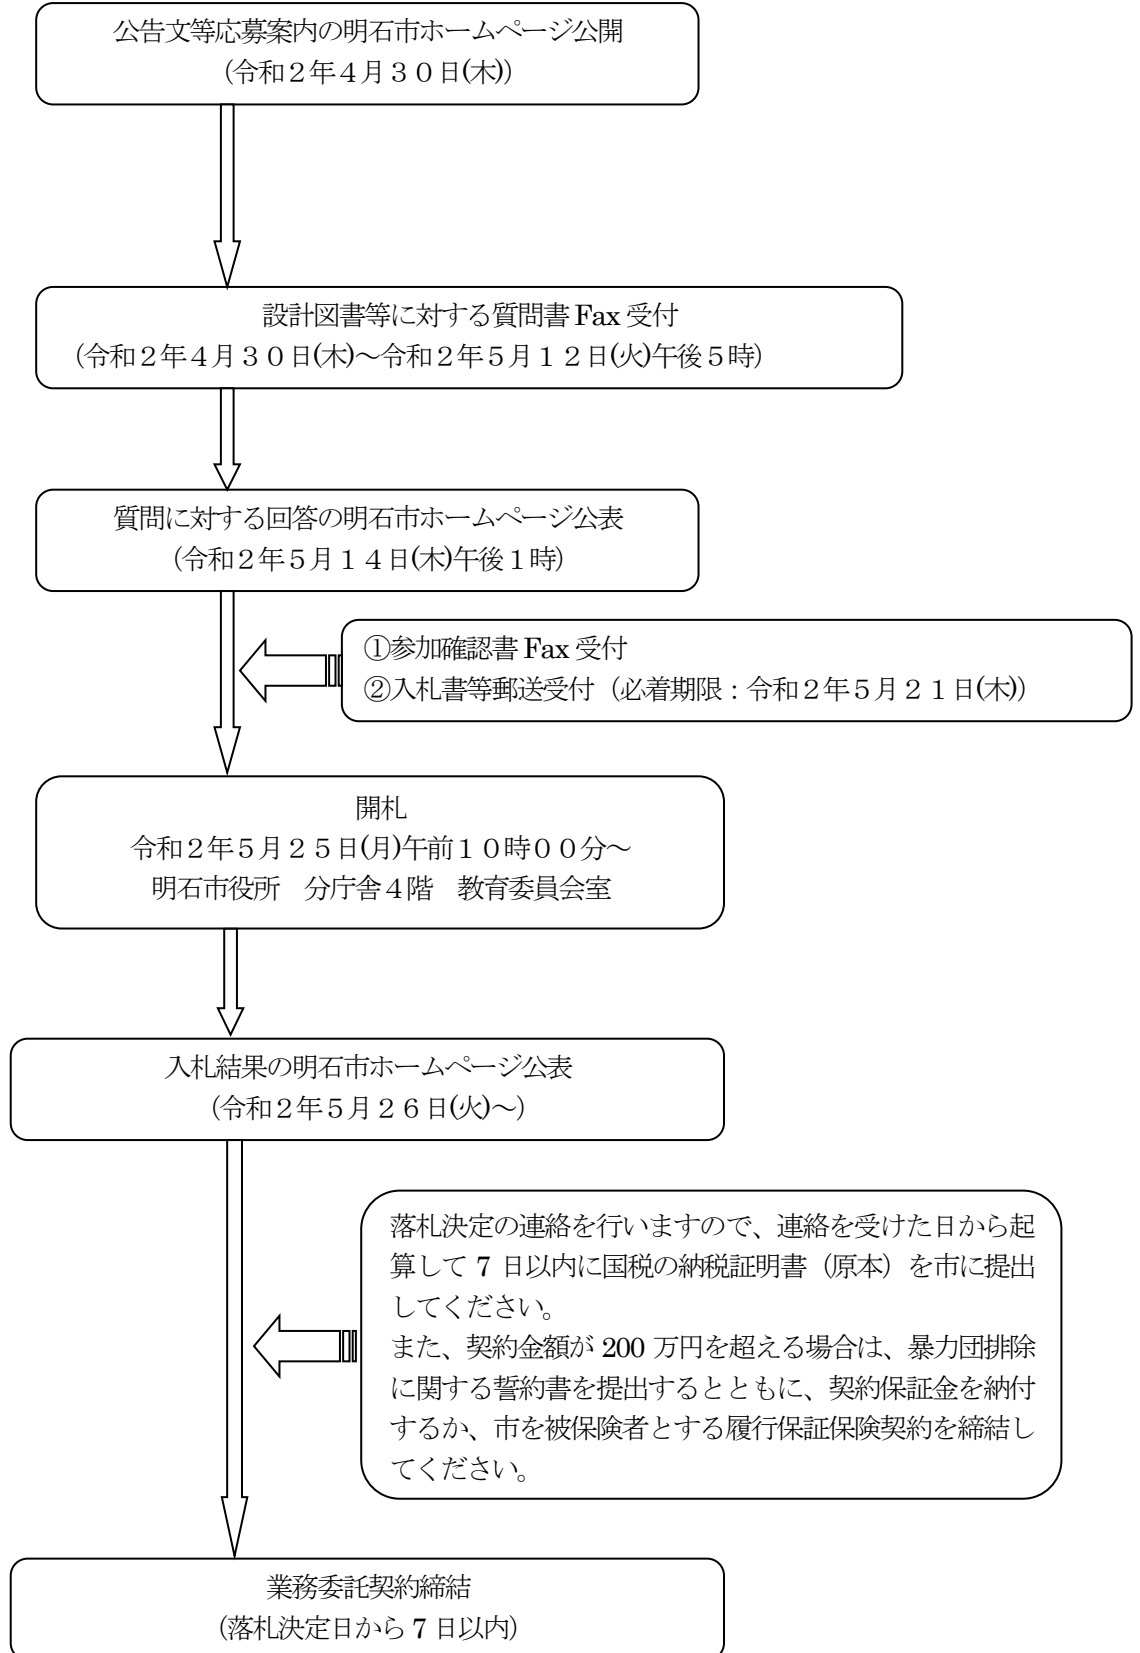 公告文等応募案内の明石市ホームページ公開
（令和２年４月３０日(木)）
設計図書等に対する質問書 Fax 受付
（令和２年４月３０日(木)～令和２年５月１２日(火)午後５時）
質問に対する回答の明石市ホームページ公表
（令和２年５月１４日(木)午後１時）
①参加確認書 Fax 受付
②入札書等郵送受付（必着期限：令和２年５月２１日(木)）
開札
令和２年５月２５日(月)午前１０時００分～
明石市役所　分庁舎４階　教育委員会室
入札結果の明石市ホームページ公表
（令和２年５月２６日(火)～）
落札決定の連絡を行いますので、連絡を受けた日から起
算して 7 日以内に国税の納税証明書（原本）を市に提出
してください。
また、契約金額が 200 万円を超える場合は、暴力団排除
に関する誓約書を提出するとともに、契約保証金を納付
するか、市を被保険者とする履行保証保険契約を締結し
てください。
業務委託契約締結
（落札決定日から 7 日以内）